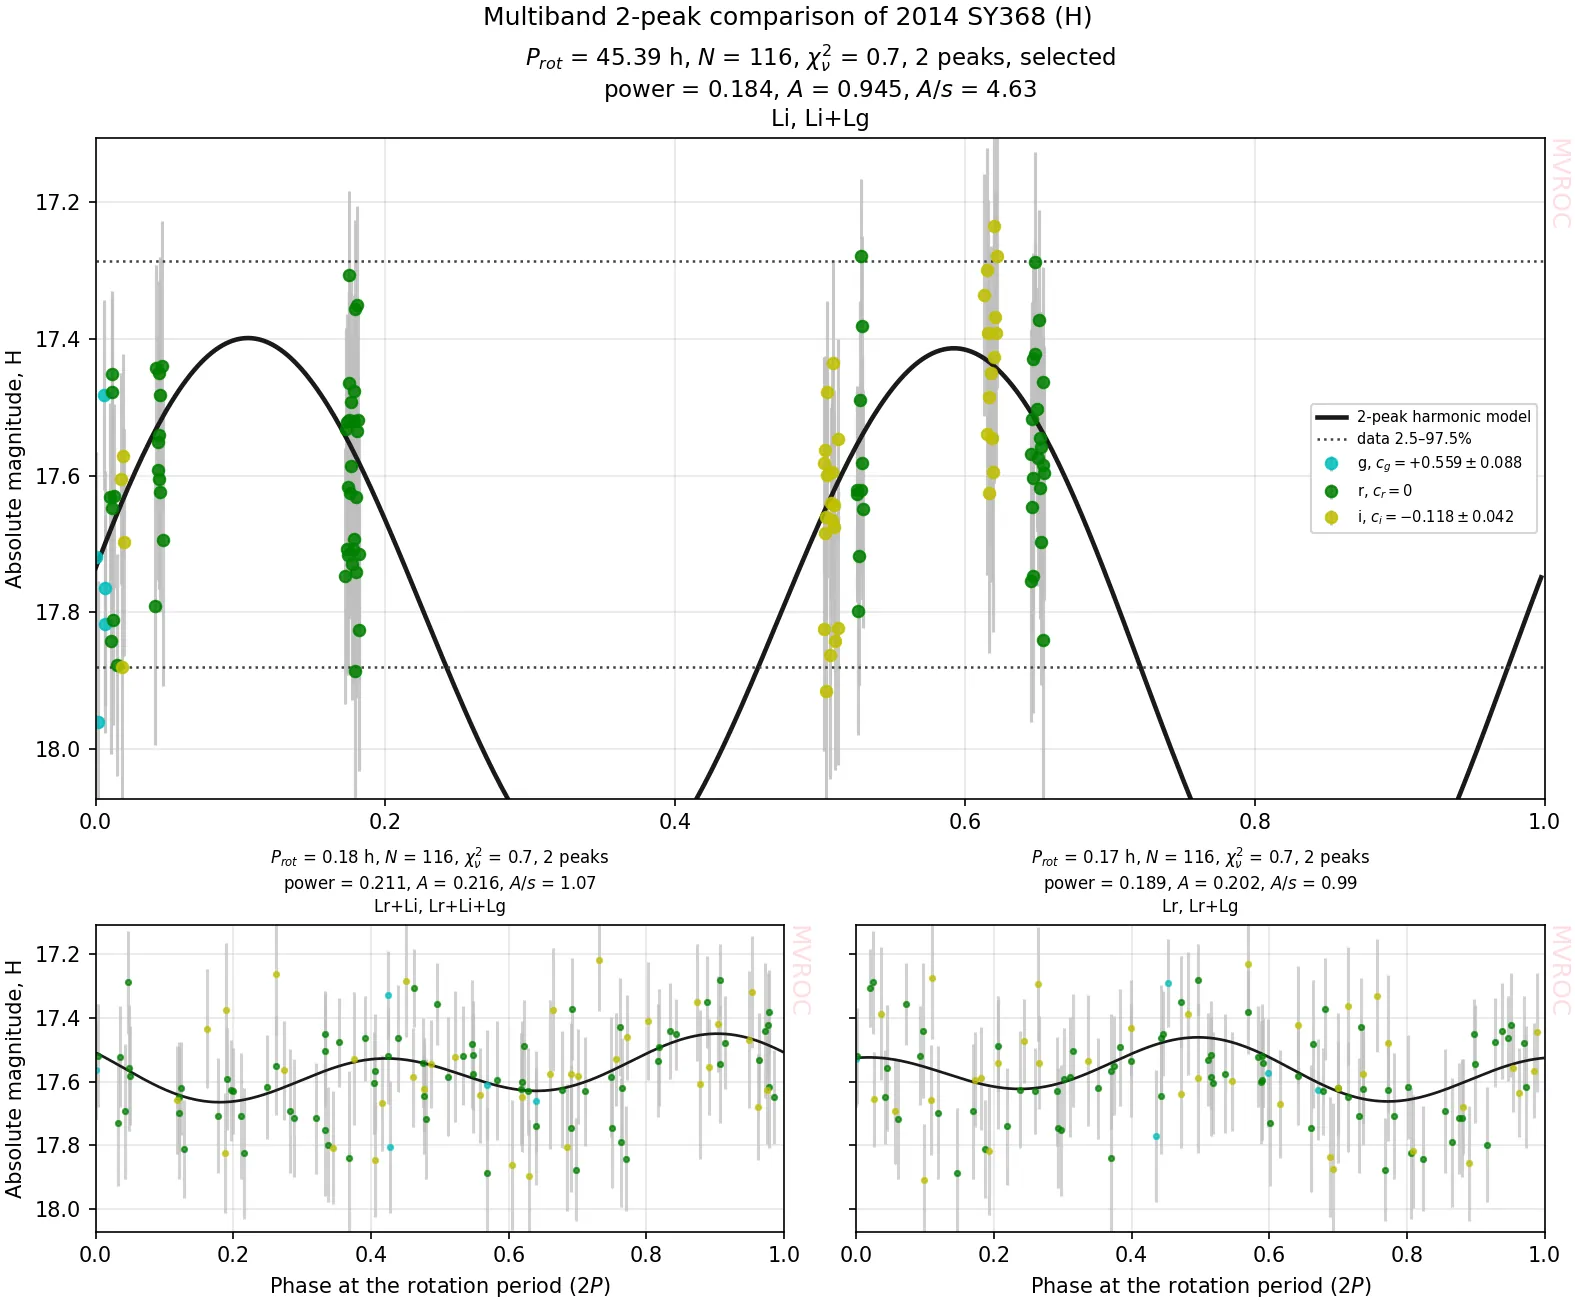 Multiband 2-peak comparison of 2014 SY368 (H)
P_rot = 45.39 h, N = 116, χ²_ν = 0.7, 2 peaks, selected
power = 0.184, A = 0.945, A/s = 4.63
Li, Li+Lg
MVROC
Absolute magnitude, H
17.2
17.4
17.6
17.8
18.0
2-peak harmonic model
data 2.5–97.5%
g, c_g = +0.559 ± 0.088
r, c_r = 0
i, c_i = −0.118 ± 0.042
0.0 0.2 0.4 0.6 0.8 1.0
P_rot = 0.18 h, N = 116, χ²_ν = 0.7, 2 peaks
power = 0.211, A = 0.216, A/s = 1.07
Lr+Li, Lr+Li+Lg
MVROC
Absolute magnitude, H
17.2
17.4
17.6
17.8
18.0
0.0 0.2 0.4 0.6 0.8 1.0
Phase at the rotation period (2P)
P_rot = 0.17 h, N = 116, χ²_ν = 0.7, 2 peaks
power = 0.189, A = 0.202, A/s = 0.99
Lr, Lr+Lg
MVROC
0.0 0.2 0.4 0.6 0.8 1.0
Phase at the rotation period (2P)